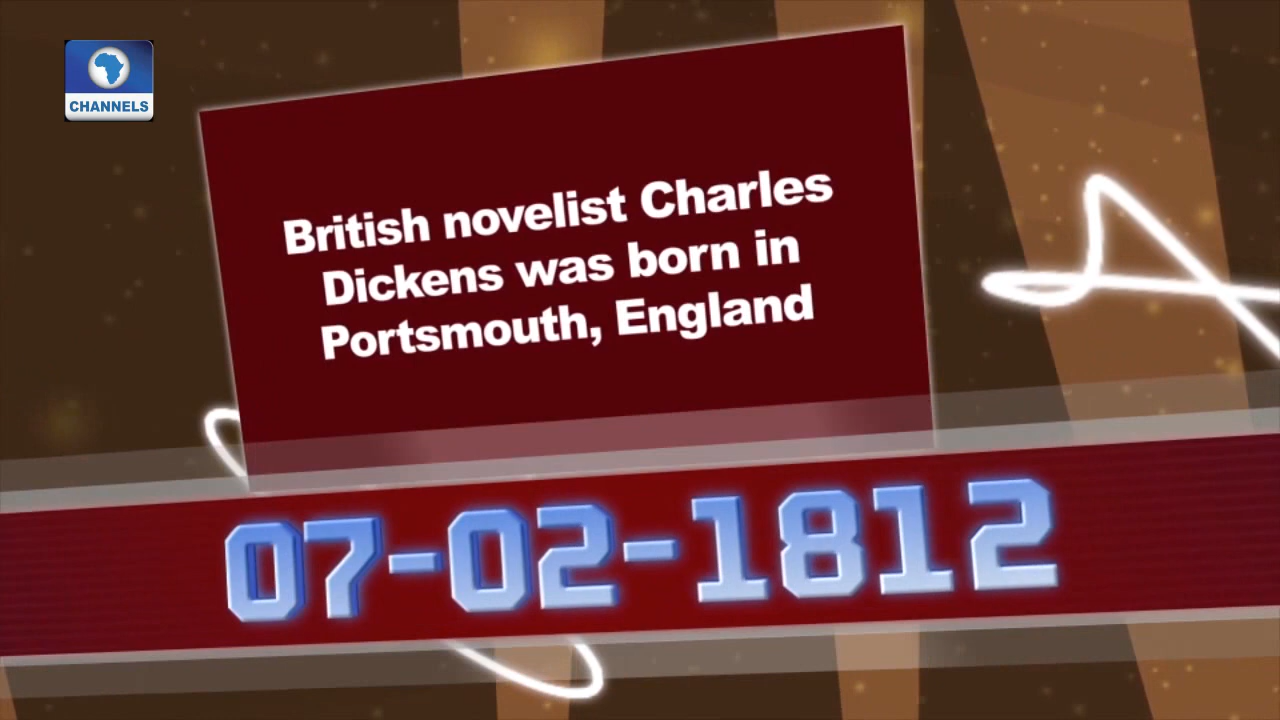 CHANNELS
British novelist Charles
Dickens was born in
Portsmouth, England
07-02-1812